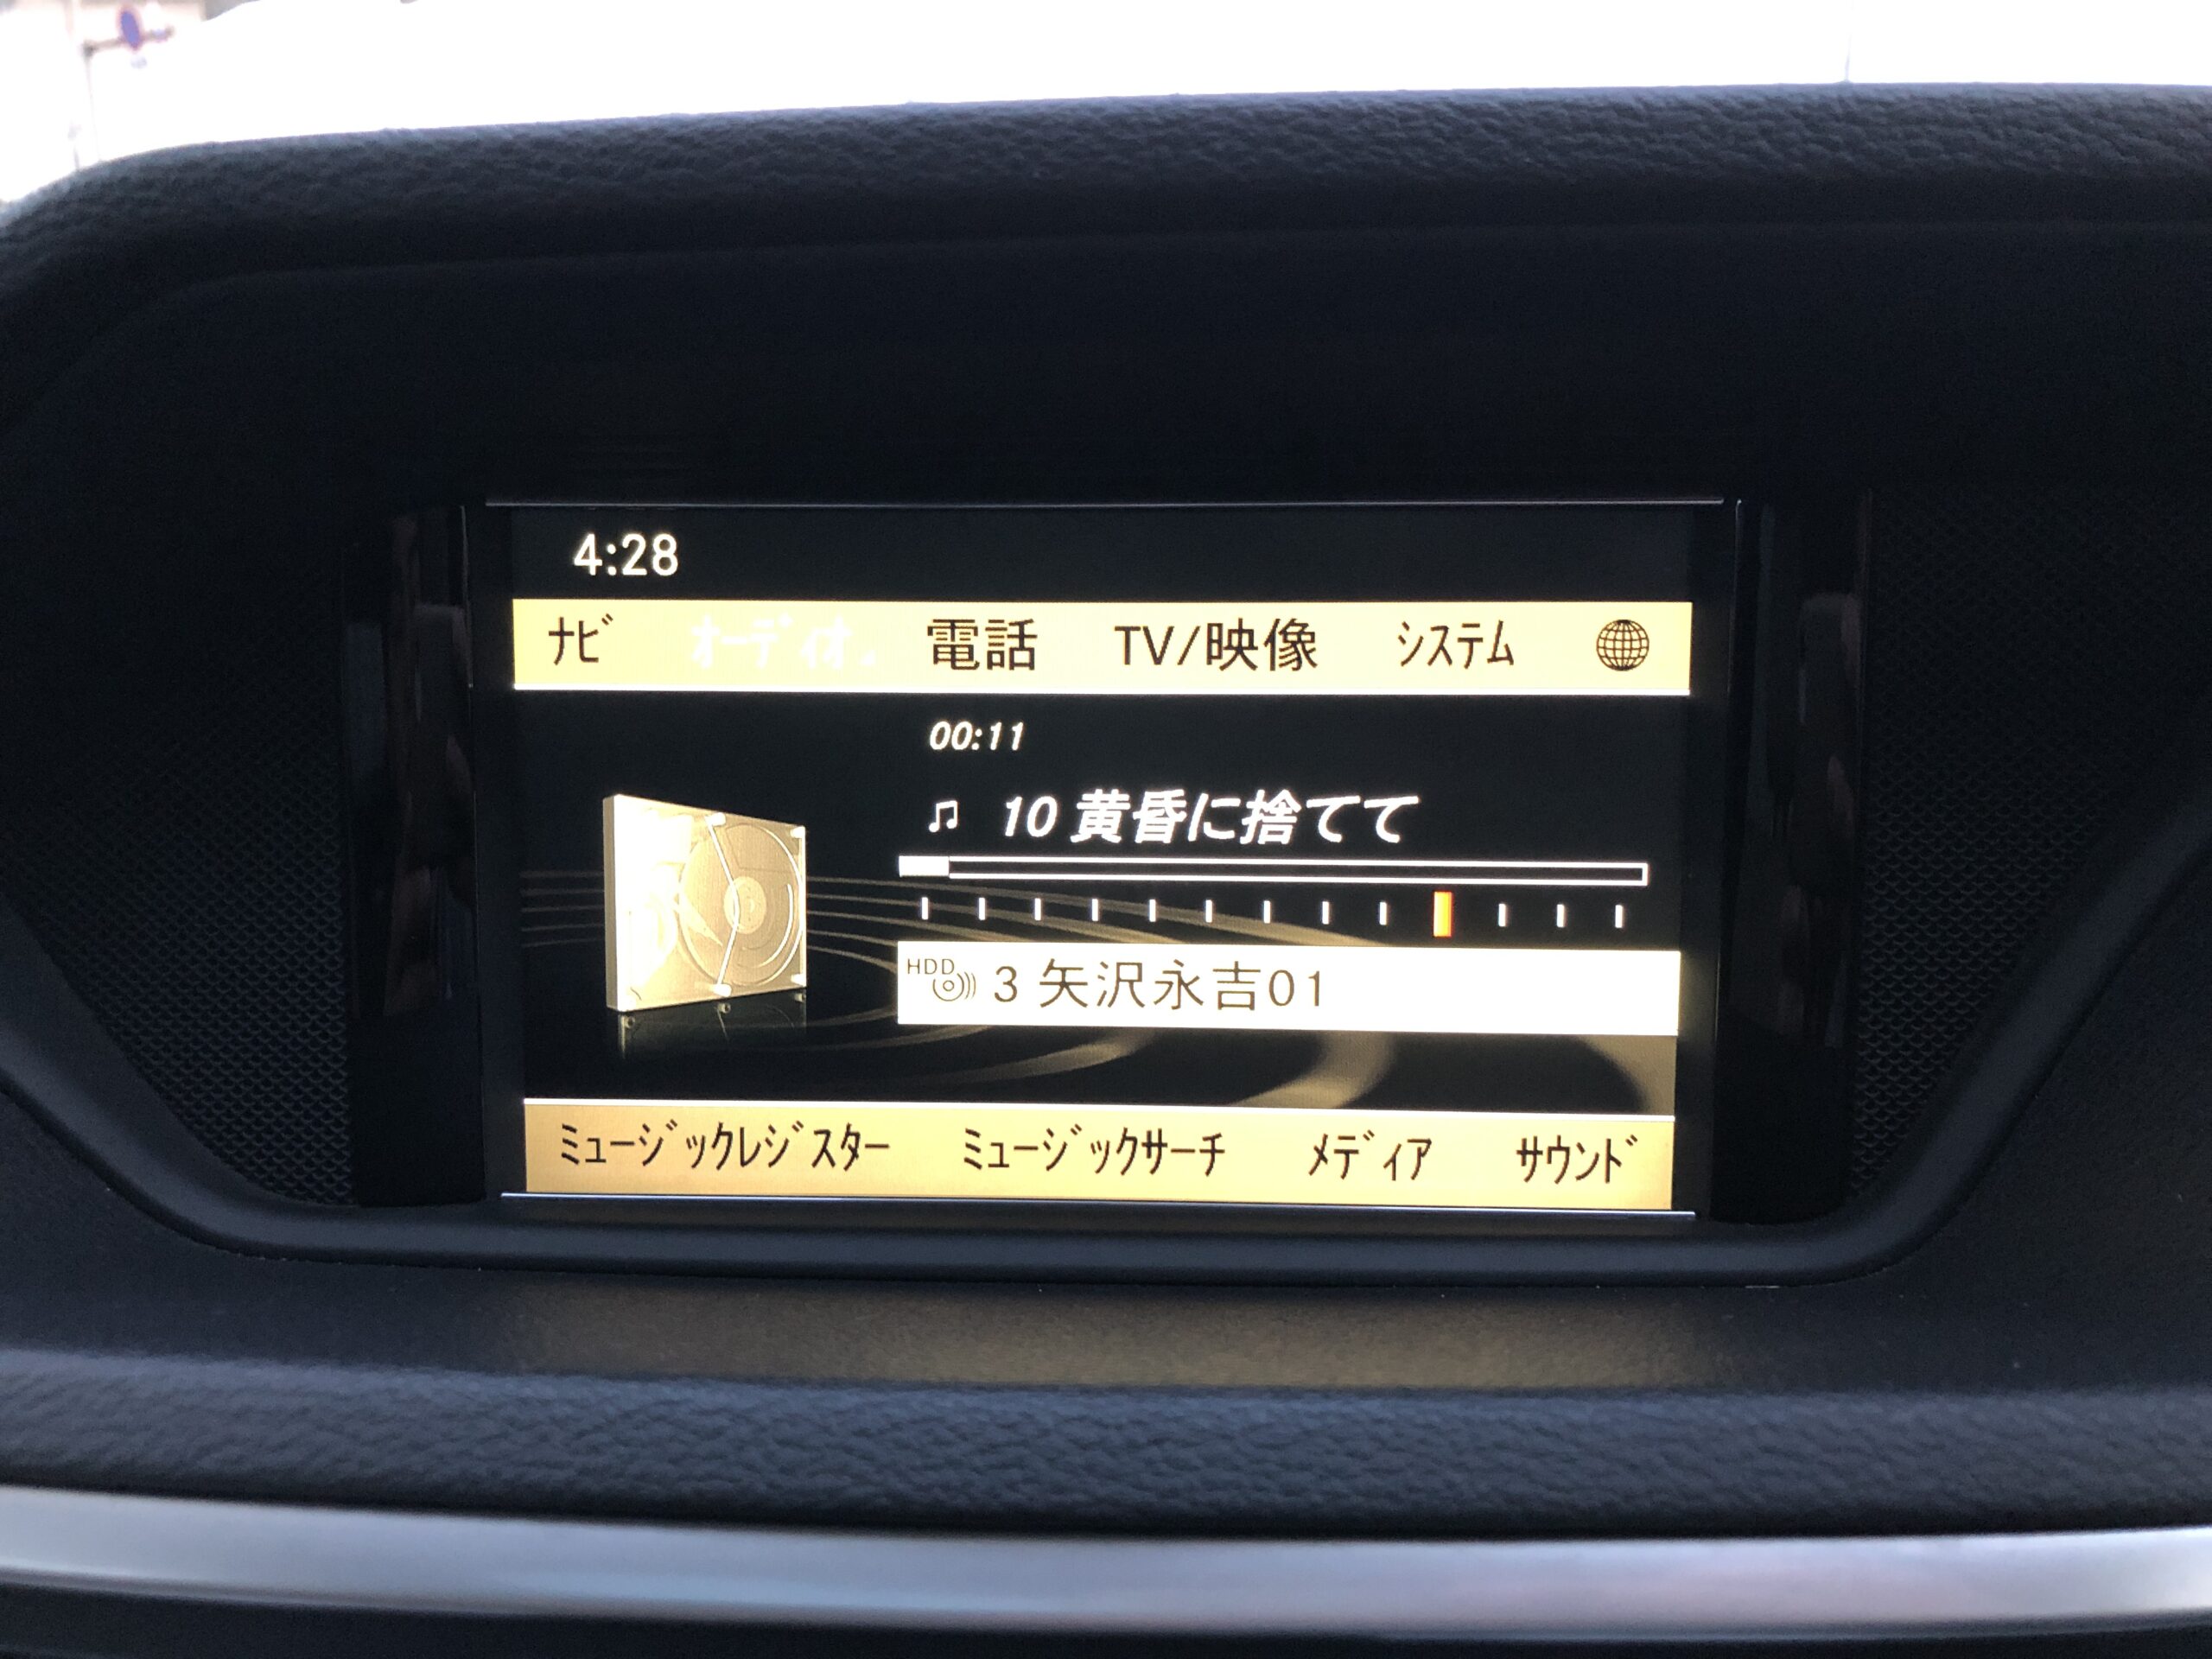 4:28
ﾅﾋﾞ ｵｰﾃﾞｨｵ 電話 TV/映像 ｼｽﾃﾑ
00:11
♫ 10 黄昏に捨てて
HDD 3 矢沢永吉01
ﾐｭｰｼﾞｯｸﾚｼﾞｽﾀｰ ﾐｭｰｼﾞｯｸｻｰﾁ ﾒﾃﾞｨｱ ｻｳﾝﾄﾞ